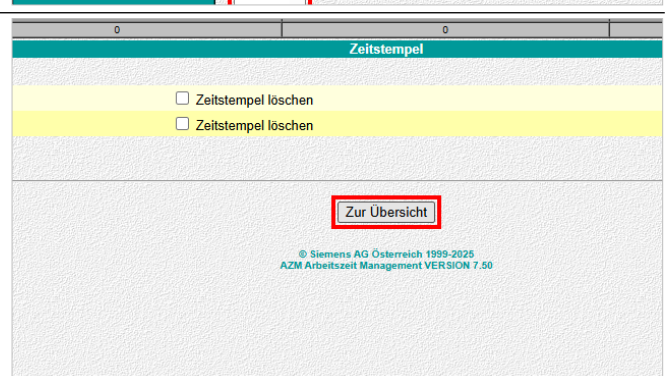 0 0
Zeitstempel
Zeitstempel löschen
Zeitstempel löschen
Zur Übersicht
© Siemens AG Österreich 1999-2025
AZM Arbeitszeit Management VERSION 7.50